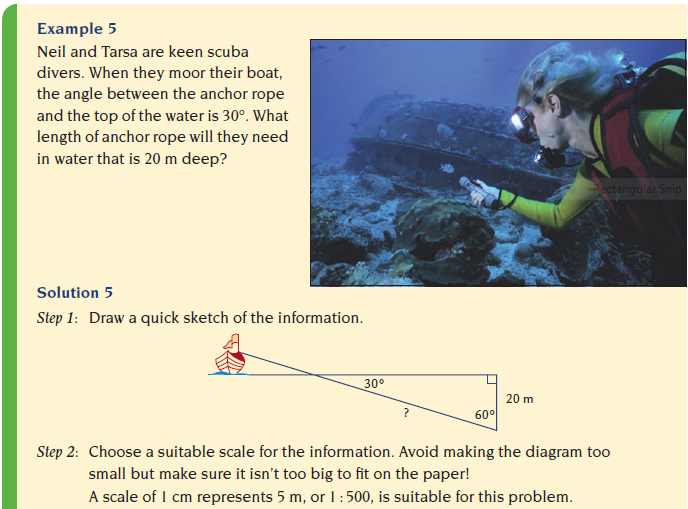 Example 5
Neil and Tarsa are keen scuba
divers. When they moor their boat,
the angle between the anchor rope
and the top of the water is 30°. What
length of anchor rope will they need
in water that is 20 m deep?
Rectangular Snip
Solution 5
Step 1: Draw a quick sketch of the information.
30°
20 m
?
60°
Step 2: Choose a suitable scale for the information. Avoid making the diagram too
small but make sure it isn't too big to fit on the paper!
A scale of 1 cm represents 5 m, or 1 : 500, is suitable for this problem.